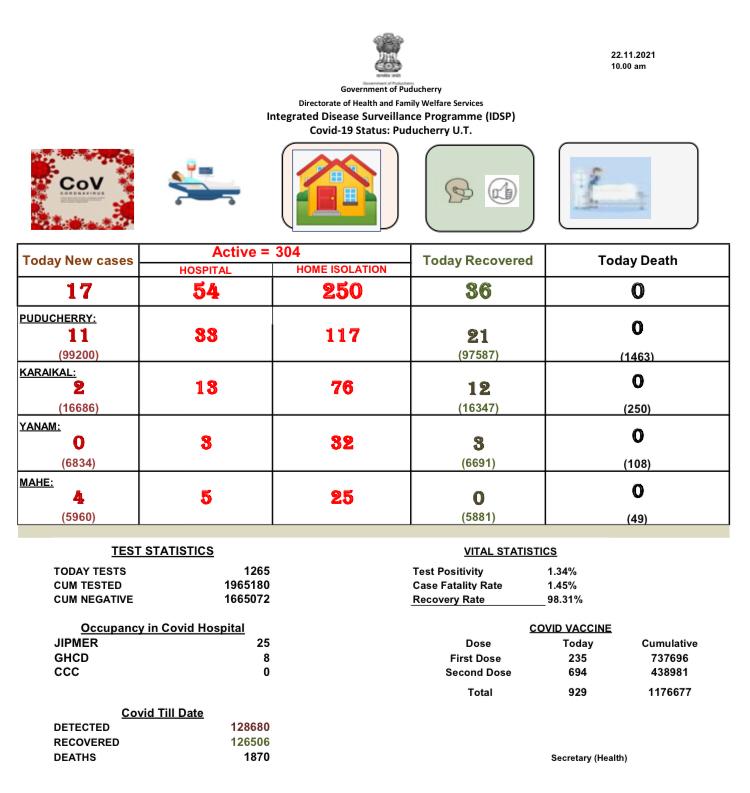 22.11.2021
10.00 am
Government of Puducherry
Government of Puducherry
Directorate of Health and Family Welfare Services
Integrated Disease Surveillance Programme (IDSP)
Covid-19 Status: Puducherry U.T.
CoV
CORONAVIRUS
Today New cases
Active = 304
HOSPITAL HOME ISOLATION
Today Recovered
Today Death
17 54 250 36 0
PUDUCHERRY:
11 33 117 21 0
(99200) (97587) (1463)
KARAIKAL:
2 13 76 12 0
(16686) (16347) (250)
YANAM:
0 3 32 3 0
(6834) (6691) (108)
MAHE:
4 5 25 0 0
(5960) (5881) (49)
TEST STATISTICS
TODAY TESTS 1265
CUM TESTED 1965180
CUM NEGATIVE 1665072
VITAL STATISTICS
Test Positivity 1.34%
Case Fatality Rate 1.45%
Recovery Rate 98.31%
Occupancy in Covid Hospital
JIPMER 25
GHCD 8
CCC 0
COVID VACCINE
Dose Today Cumulative
First Dose 235 737696
Second Dose 694 438981
Total 929 1176677
Covid Till Date
DETECTED 128680
RECOVERED 126506
DEATHS 1870
Secretary (Health)